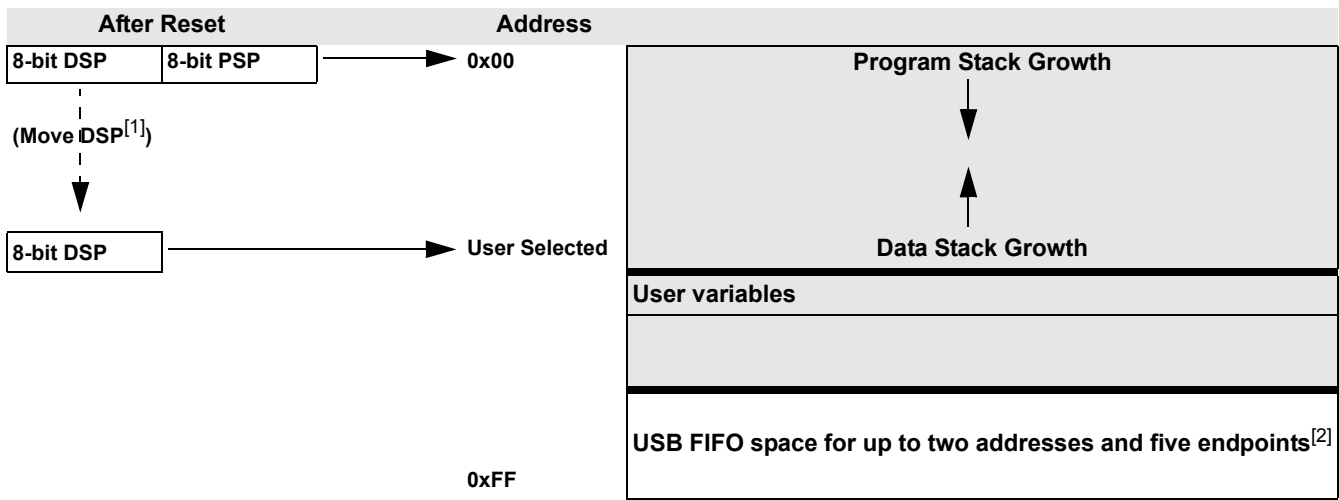 After Reset Address
8-bit DSP 8-bit PSP 0x00 Program Stack Growth
(Move DSP[1])
8-bit DSP User Selected Data Stack Growth
User variables
USB FIFO space for up to two addresses and five endpoints[2]
0xFF